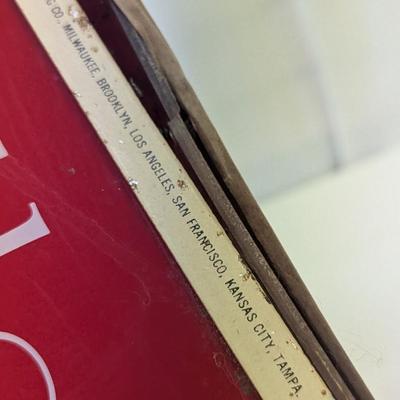 G CO., MILWAUKEE, BROOKLYN, LOS ANGELES, SAN FRANCISCO, KANSAS CITY, TAMPA.